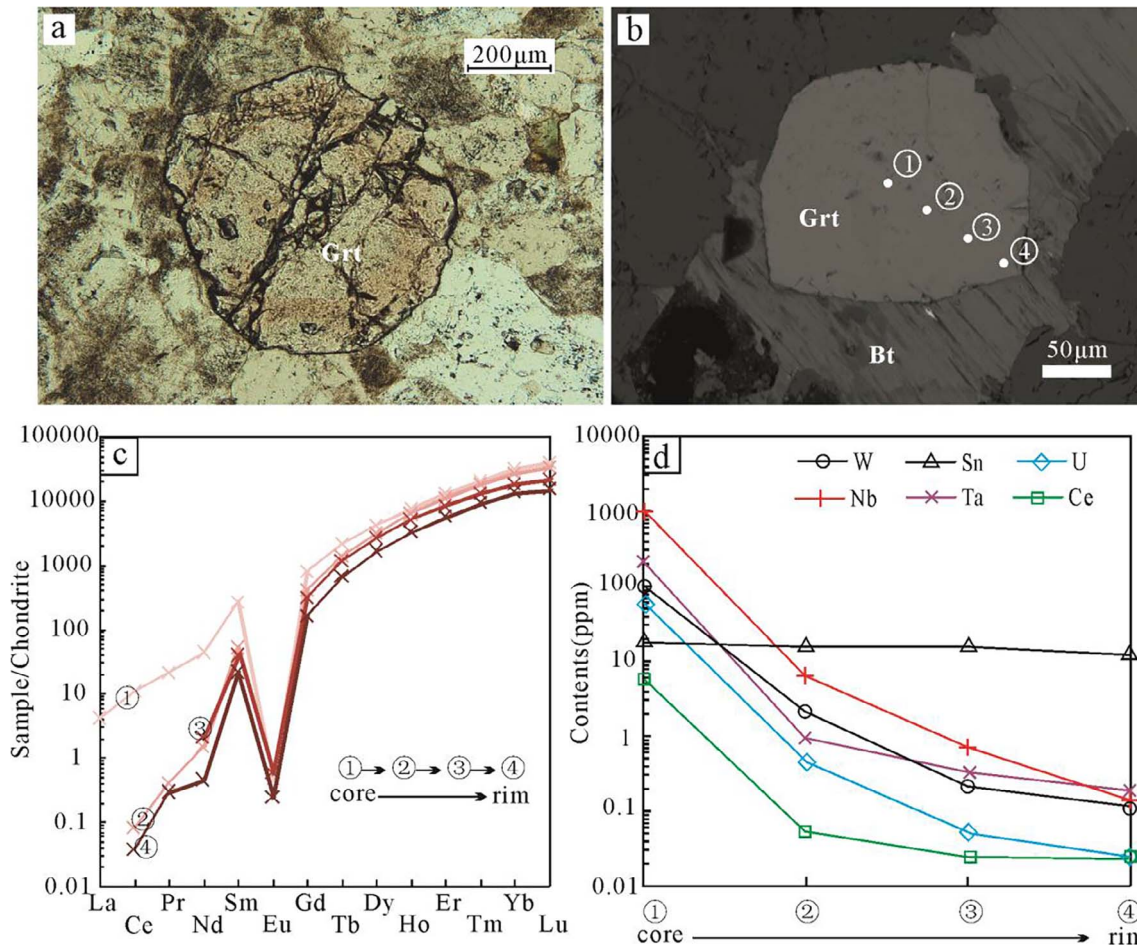 a
200μm
Grt
b
①
②
③
④
Grt
Bt
50μm
c
100000
10000
1000
100
10
1
0.1
0.01
Sample/Chondrite
①
③
②
④
①→②→③→④
core rim
La Ce Pr Nd Sm Eu Gd Tb Dy Ho Er Tm Yb Lu
d
10000
1000
100
10
1
0.1
0.01
Contents(ppm)
W Sn U
Nb Ta Ce
① ② ③ ④
core rim